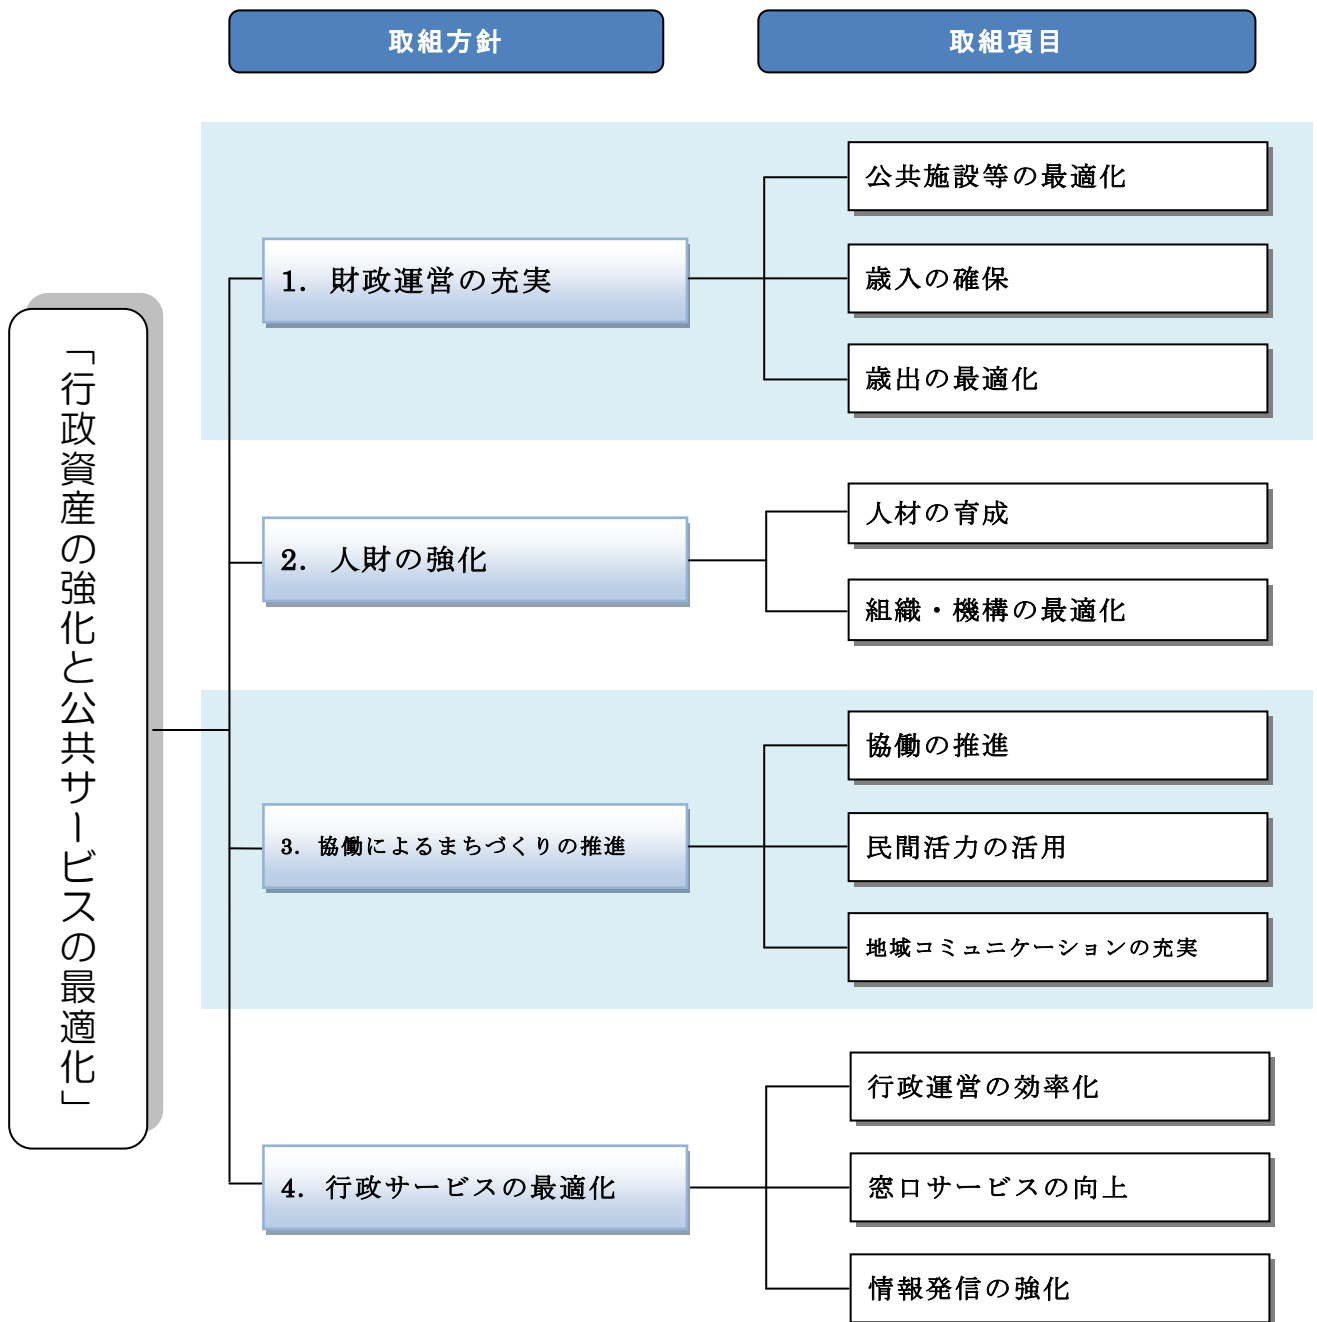 取組方針
取組項目
「行政資産の強化と公共サービスの最適化」
1. 財政運営の充実
公共施設等の最適化
歳入の確保
歳出の最適化
2. 人財の強化
人材の育成
組織・機構の最適化
3. 協働によるまちづくりの推進
協働の推進
民間活力の活用
地域コミュニケーションの充実
4. 行政サービスの最適化
行政運営の効率化
窓口サービスの向上
情報発信の強化